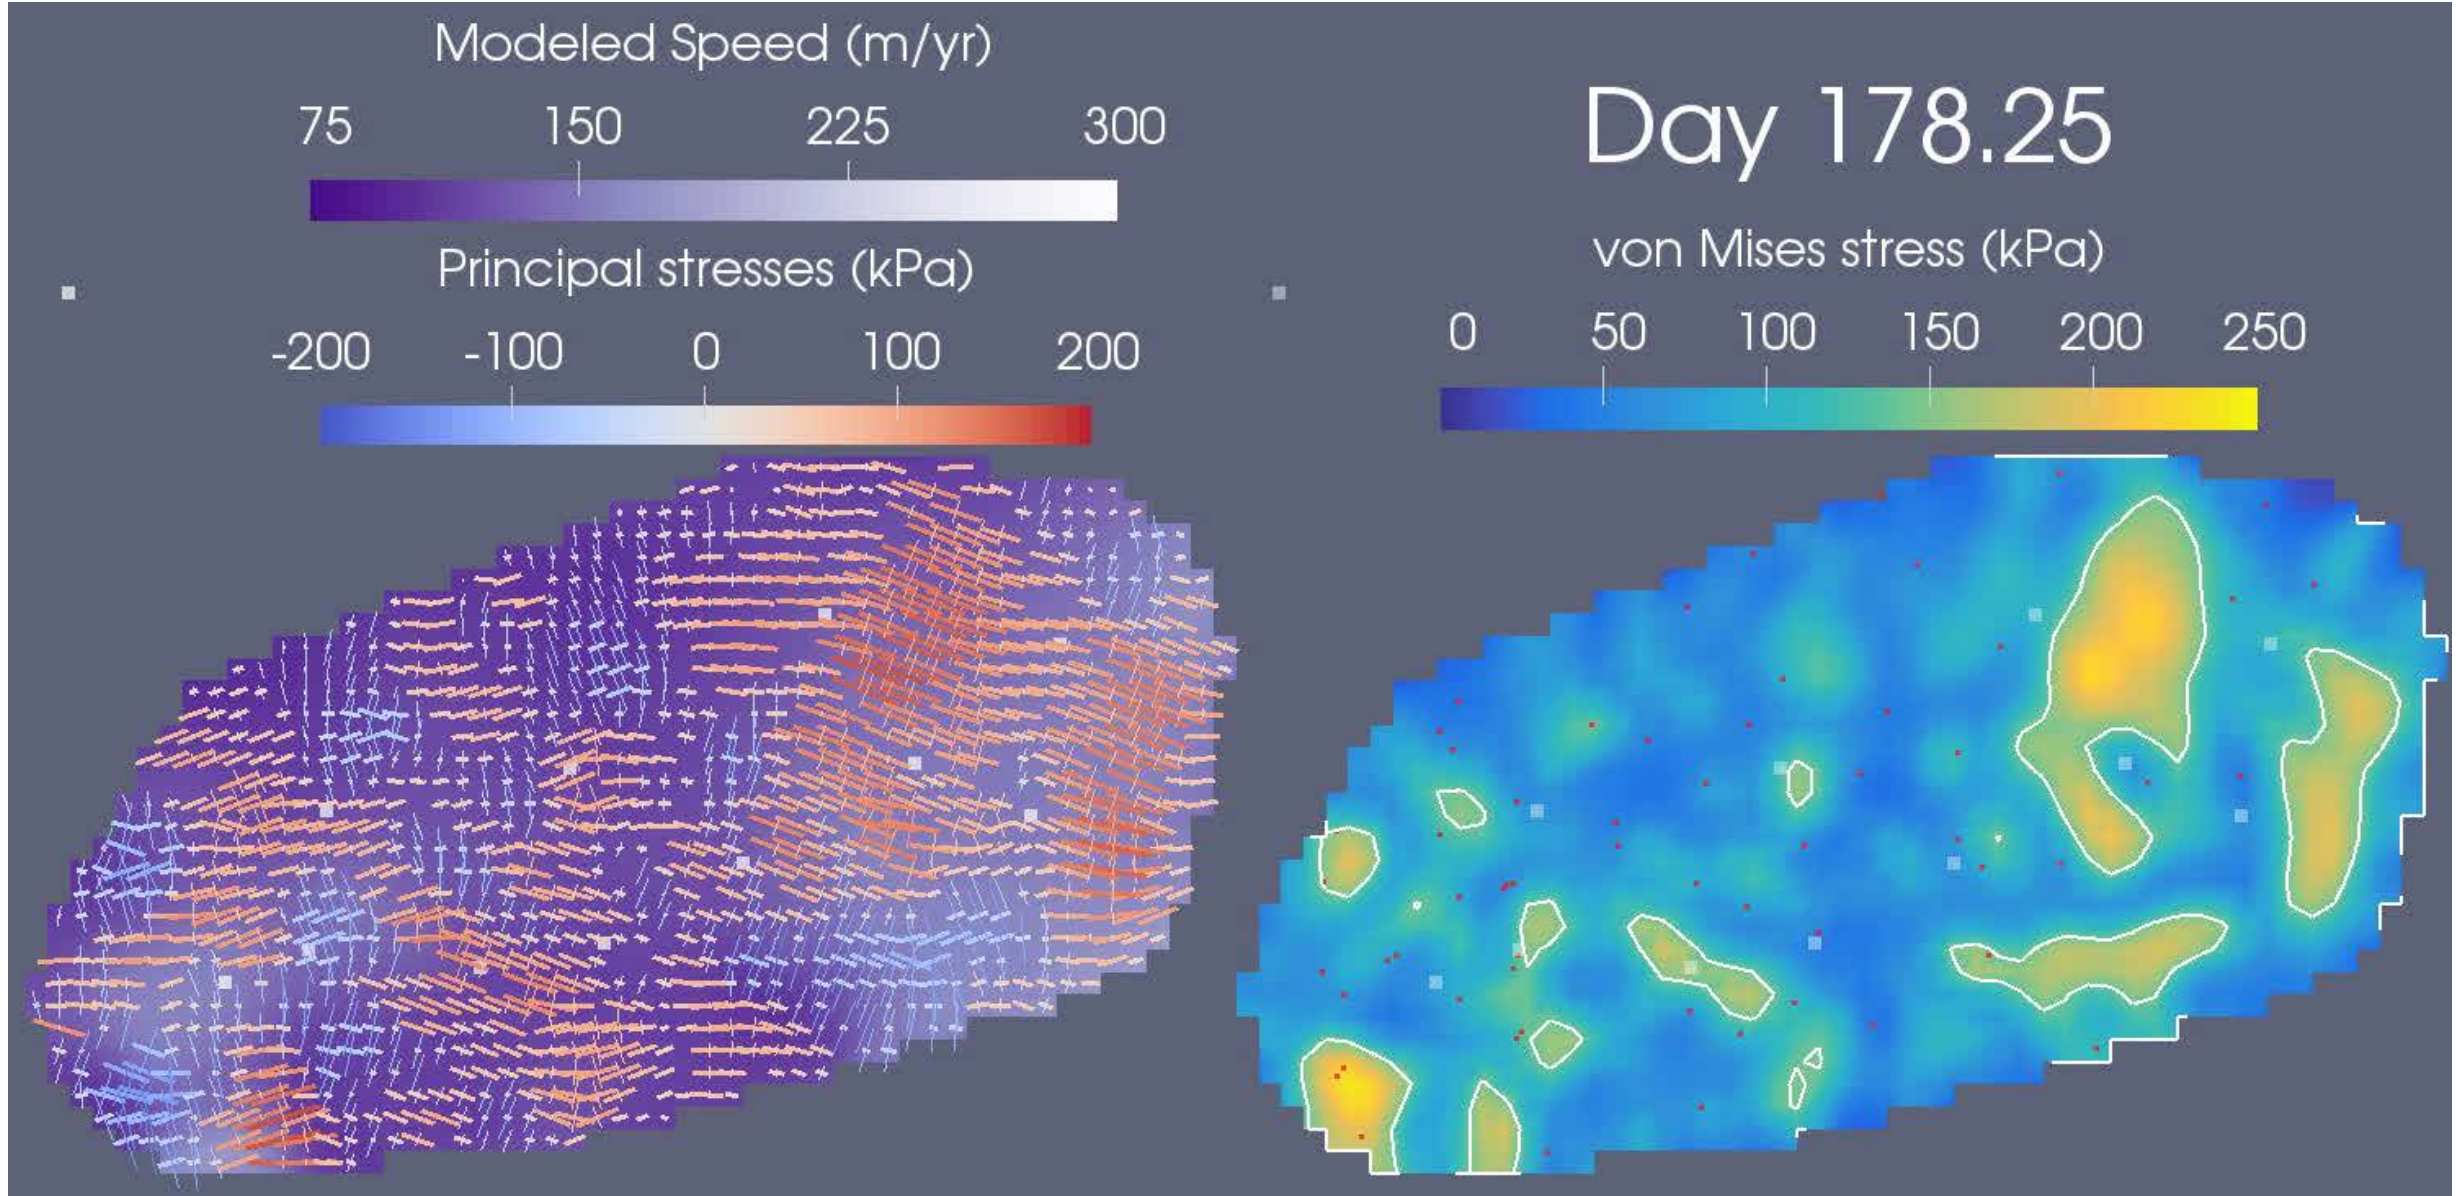 Modeled Speed (m/yr)
75 150 225 300
Principal stresses (kPa)
-200 -100 0 100 200
Day 178.25
von Mises stress (kPa)
0 50 100 150 200 250